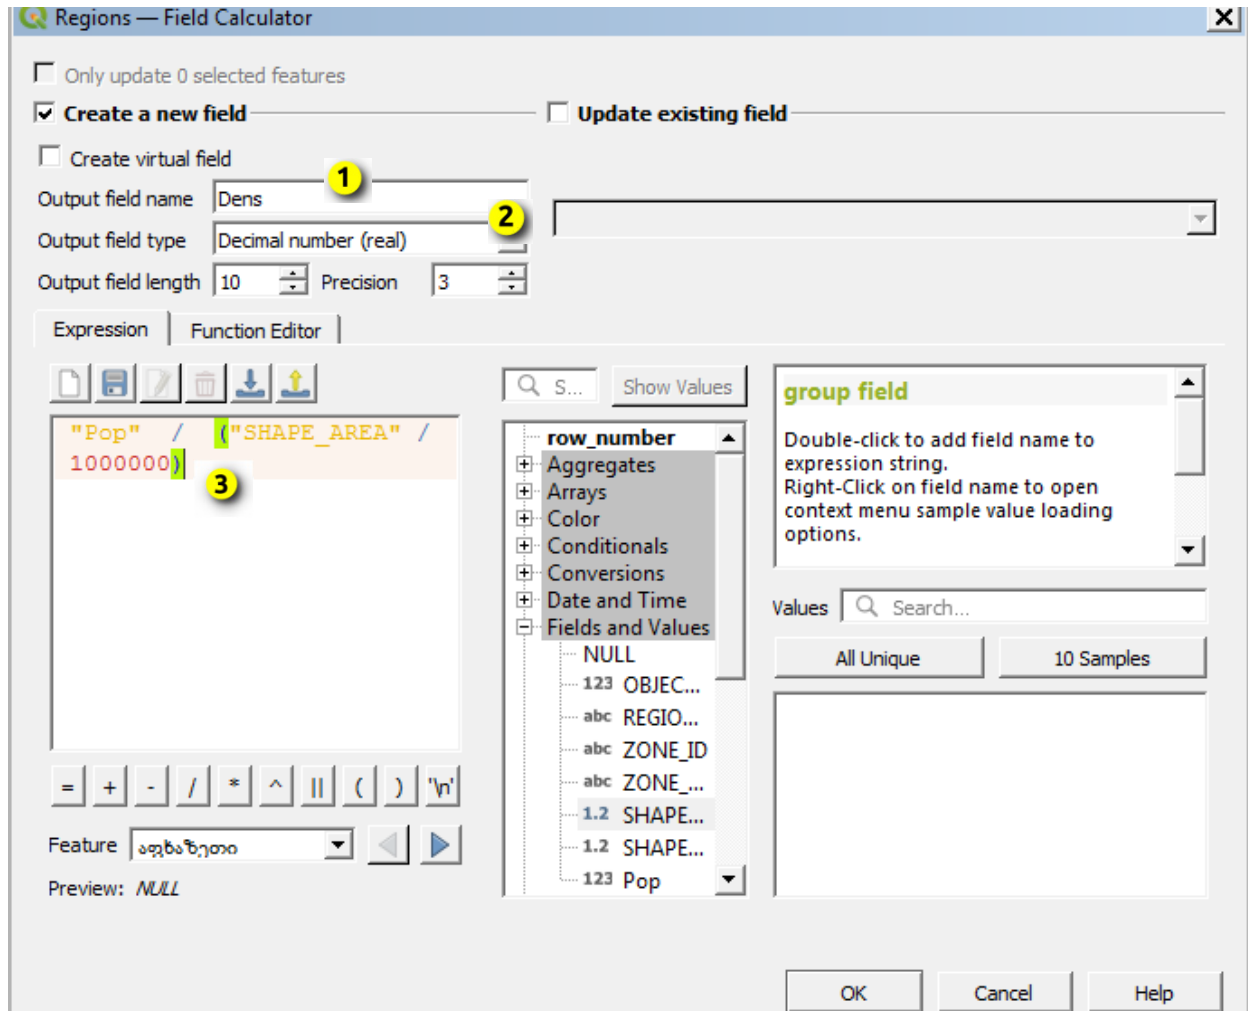 Regions — Field Calculator
Only update 0 selected features
Create a new field
Update existing field
Create virtual field
1
Output field name Dens
2
Output field type Decimal number (real)
Output field length 10 Precision 3
Expression Function Editor
S... Show Values
"Pop" / ("SHAPE_AREA" /
1000000)
3
row_number
Aggregates
Arrays
Color
Conditionals
Conversions
Date and Time
Fields and Values
NULL
123 OBJEC...
abc REGIO...
abc ZONE_ID
abc ZONE_...
1.2 SHAPE...
1.2 SHAPE...
123 Pop
group field
Double-click to add field name to
expression string.
Right-Click on field name to open
context menu sample value loading
options.
Values Search...
All Unique 10 Samples
= + - / * ^ || ( ) '\n'
Feature აფხაზეთი
Preview: NULL
OK Cancel Help